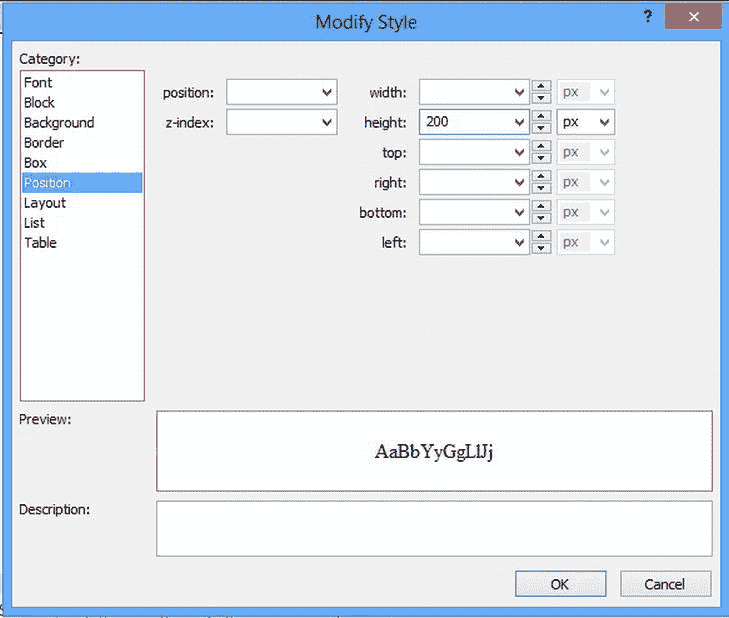 Modify Style
?
Category:
Font
Block
Background
Border
Box
Position
Layout
List
Table
position:
z-index:
width: px
height: 200 px
top: px
right: px
bottom: px
left: px
Preview:
AaBbYyGgLlJj
Description:
OK Cancel